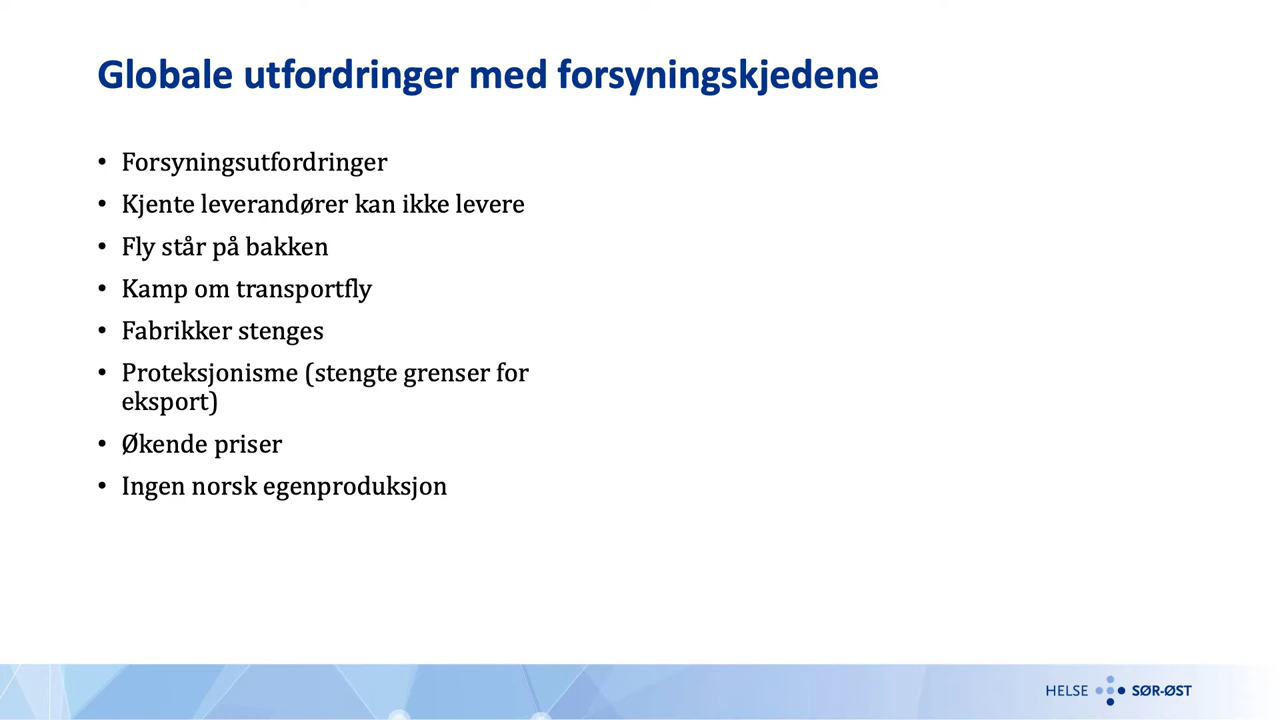 Globale utfordringer med forsyningskjedene
• Forsyningsutfordringer
• Kjente leverandører kan ikke levere
• Fly står på bakken
• Kamp om transportfly
• Fabrikker stenges
• Proteksjonisme (stengte grenser for
eksport)
• Økende priser
• Ingen norsk egenproduksjon
HELSE SØR-ØST